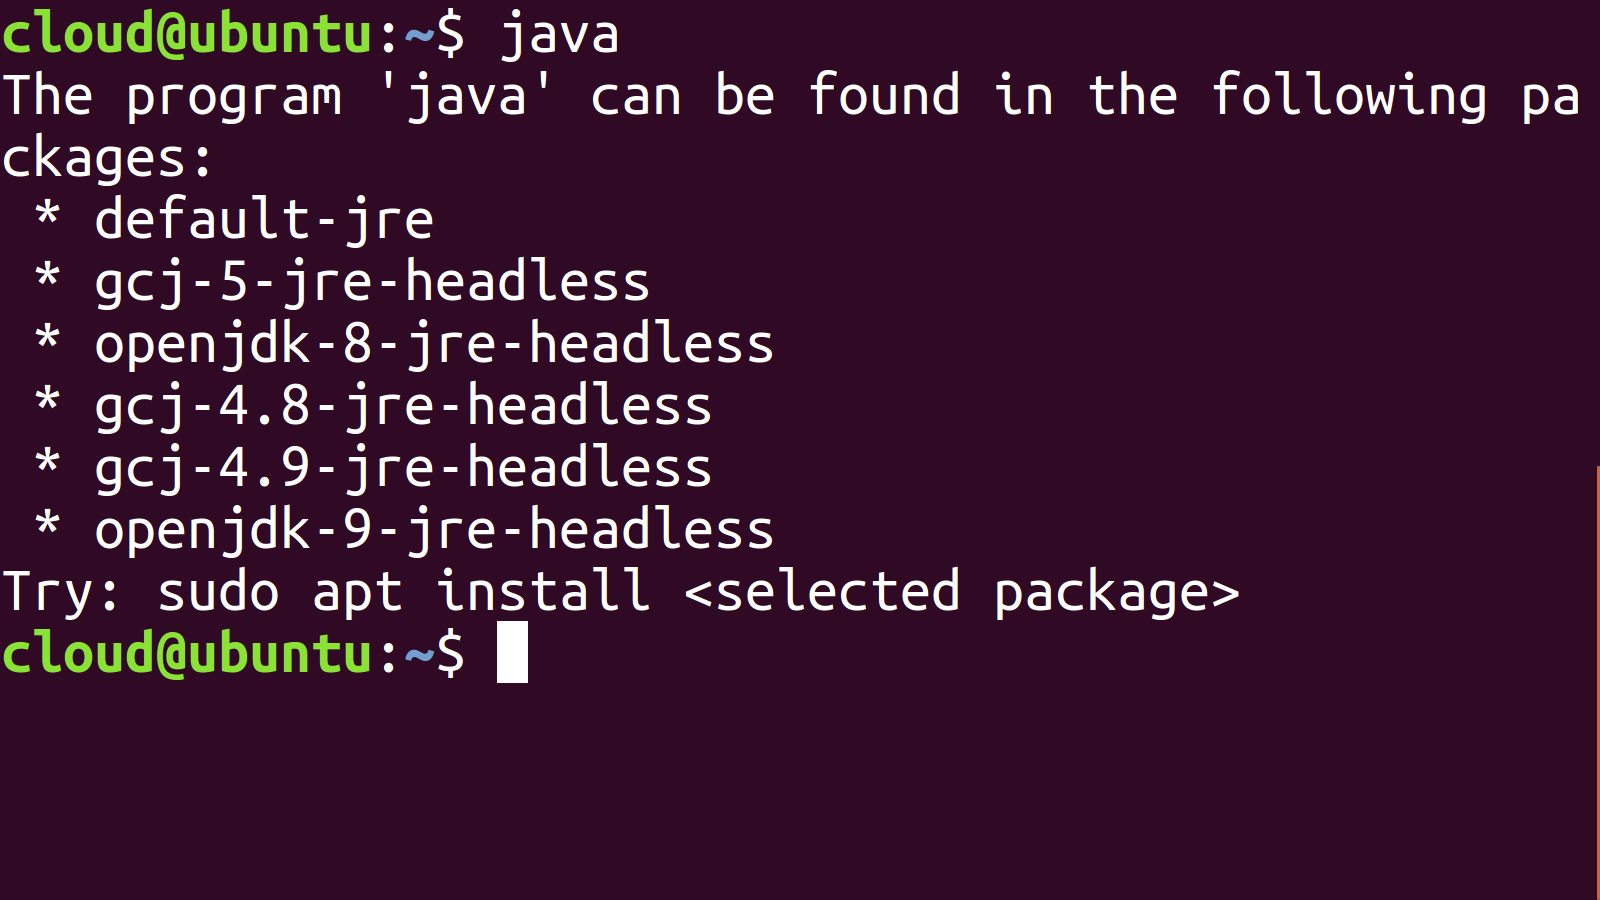 cloud@ubuntu:~$ java
The program 'java' can be found in the following pa
ckages:
 * default-jre
 * gcj-5-jre-headless
 * openjdk-8-jre-headless
 * gcj-4.8-jre-headless
 * gcj-4.9-jre-headless
 * openjdk-9-jre-headless
Try: sudo apt install <selected package>
cloud@ubuntu:~$